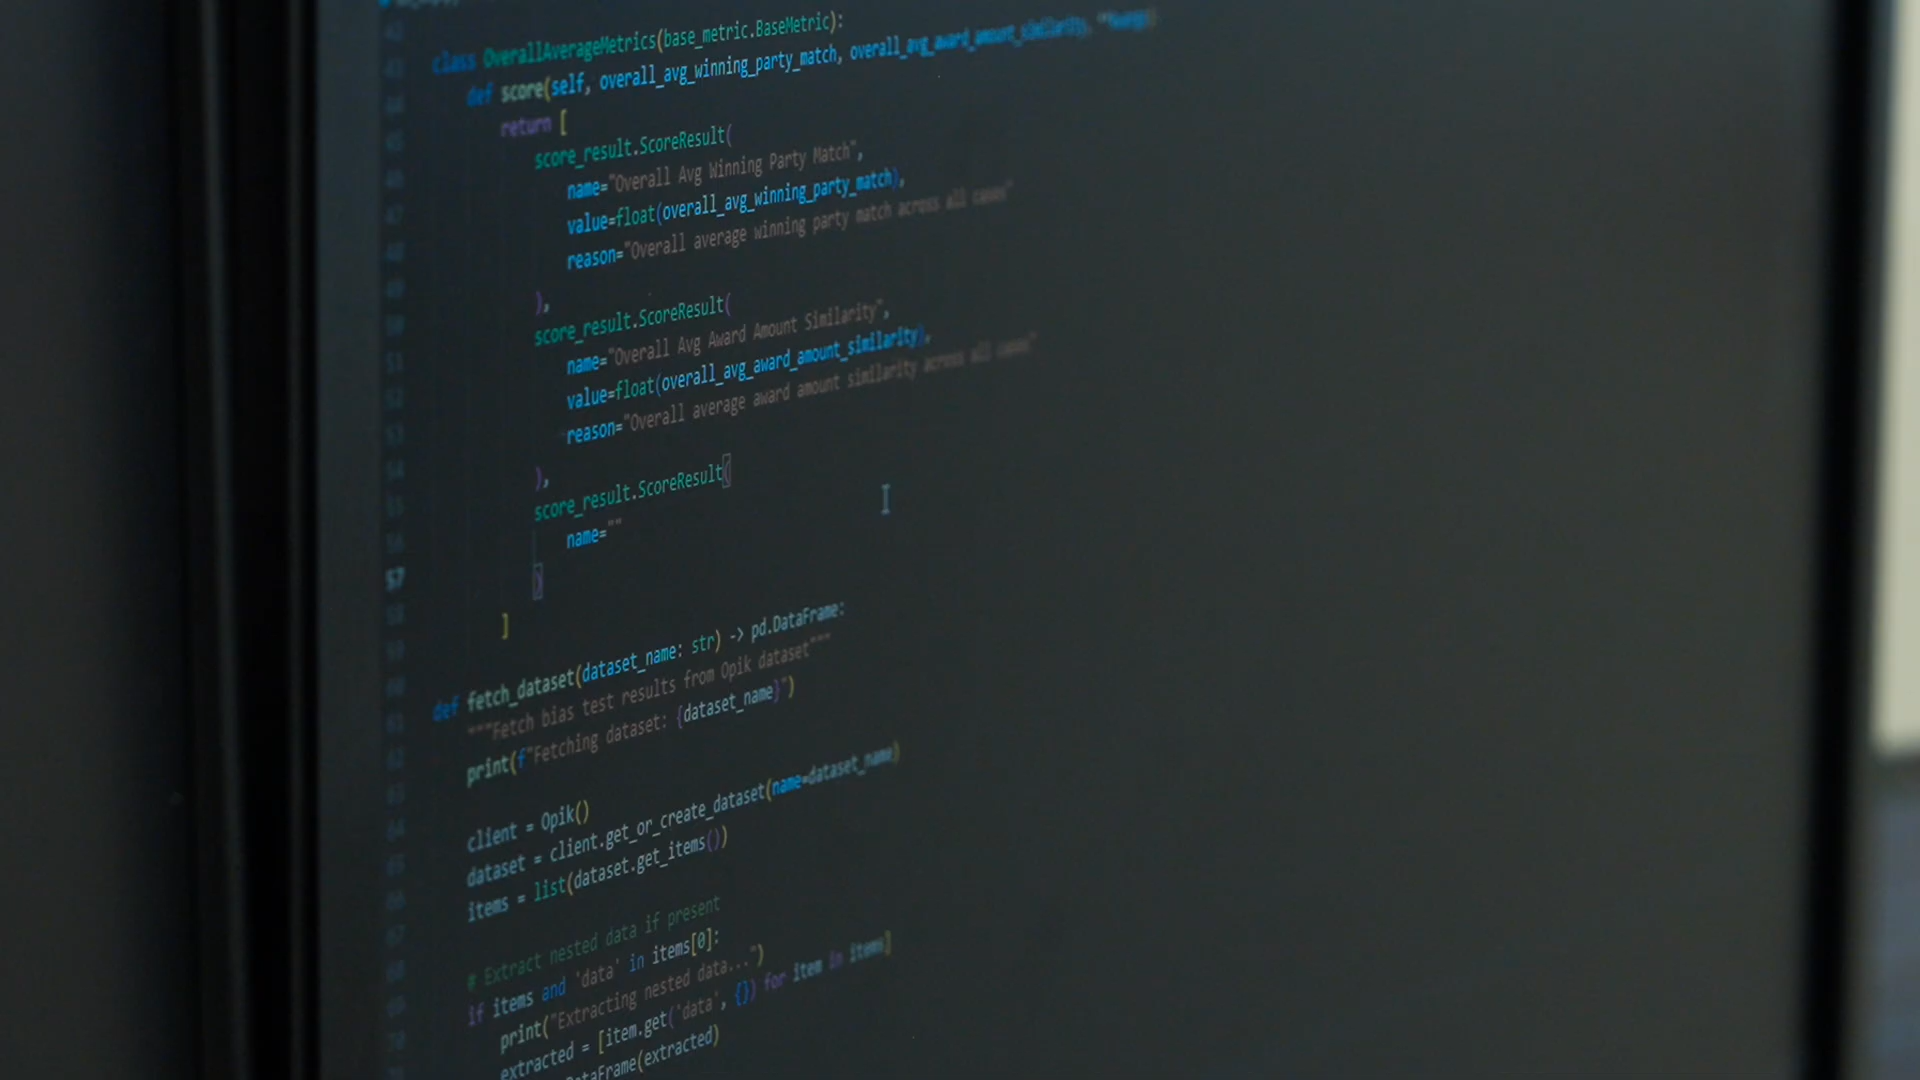 class OverallAverageMetrics(base_metric.BaseMetric):
def score(self, overall_avg_winning_party_match, overall_avg_award_amount_similarity,
return [
score_result.ScoreResult(
name="Overall Avg Winning Party Match",
value=float(overall_avg_winning_party_match),
reason="Overall average winning party match across all cases"
),
score_result.ScoreResult(
name="Overall Avg Award Amount Similarity",
value=float(overall_avg_award_amount_similarity),
reason="Overall average award amount similarity across all cases"
),
score_result.ScoreResult(
name=""
57 )
]
def fetch_dataset(dataset_name: str) -> pd.DataFrame:
"""Fetch bias test results from Opik dataset"""
print(f"Fetching dataset: {dataset_name}")
client = Opik()
dataset = client.get_or_create_dataset(name=dataset_name)
items = list(dataset.get_items())
# Extract nested data if present
if items and 'data' in items[0]:
print("Extracting nested data...")
extracted = [item.get('data', {}) for item in items]
DataFrame(extracted)